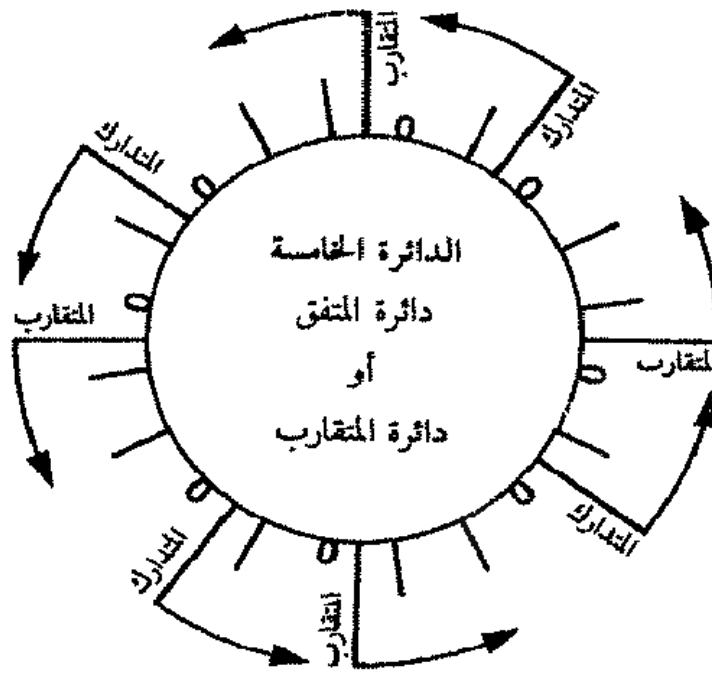 الدائرة الخامسة
دائرة المتفق
أو
دائرة المتقارب
المتقارب
المتدارك
المتقارب
المتدارك
المتقارب
المتدارك
المتقارب
المتدارك